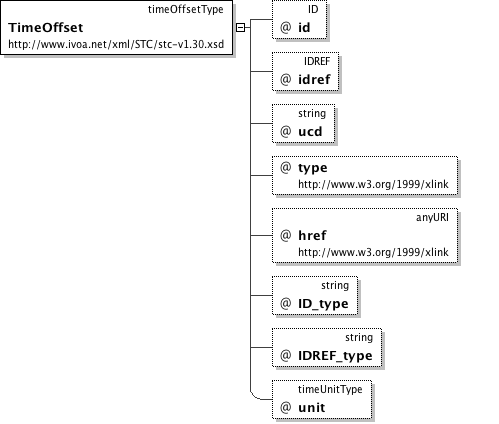 timeOffsetType
TimeOffset
http://www.ivoa.net/xml/STC/stc-v1.30.xsd
ID
@ id
IDREF
@ idref
string
@ ucd
@ type
http://www.w3.org/1999/xlink
anyURI
@ href
http://www.w3.org/1999/xlink
string
@ ID_type
string
@ IDREF_type
timeUnitType
@ unit